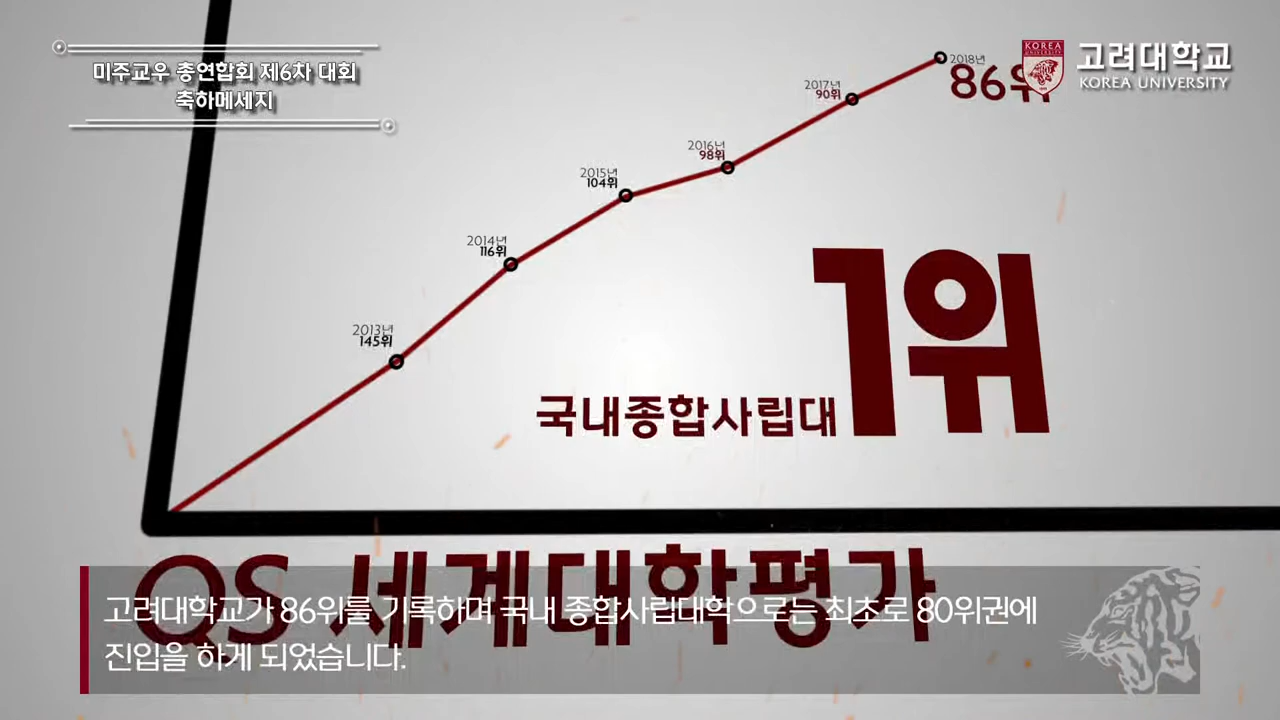 미주교우 총연합회 제6차 대회
축하메세지
KOREA
UNIVERSITY
고려대학교
KOREA UNIVERSITY
2018년
86위
2017년
90위
2016년
98위
2015년
104위
2014년
116위
2013년
145위
국내종합사립대 1위
QS 세계대학평가
고려대학교가 86위를 기록하며 국내 종합사립대학으로는 최초로 80위권에
진입을 하게 되었습니다.